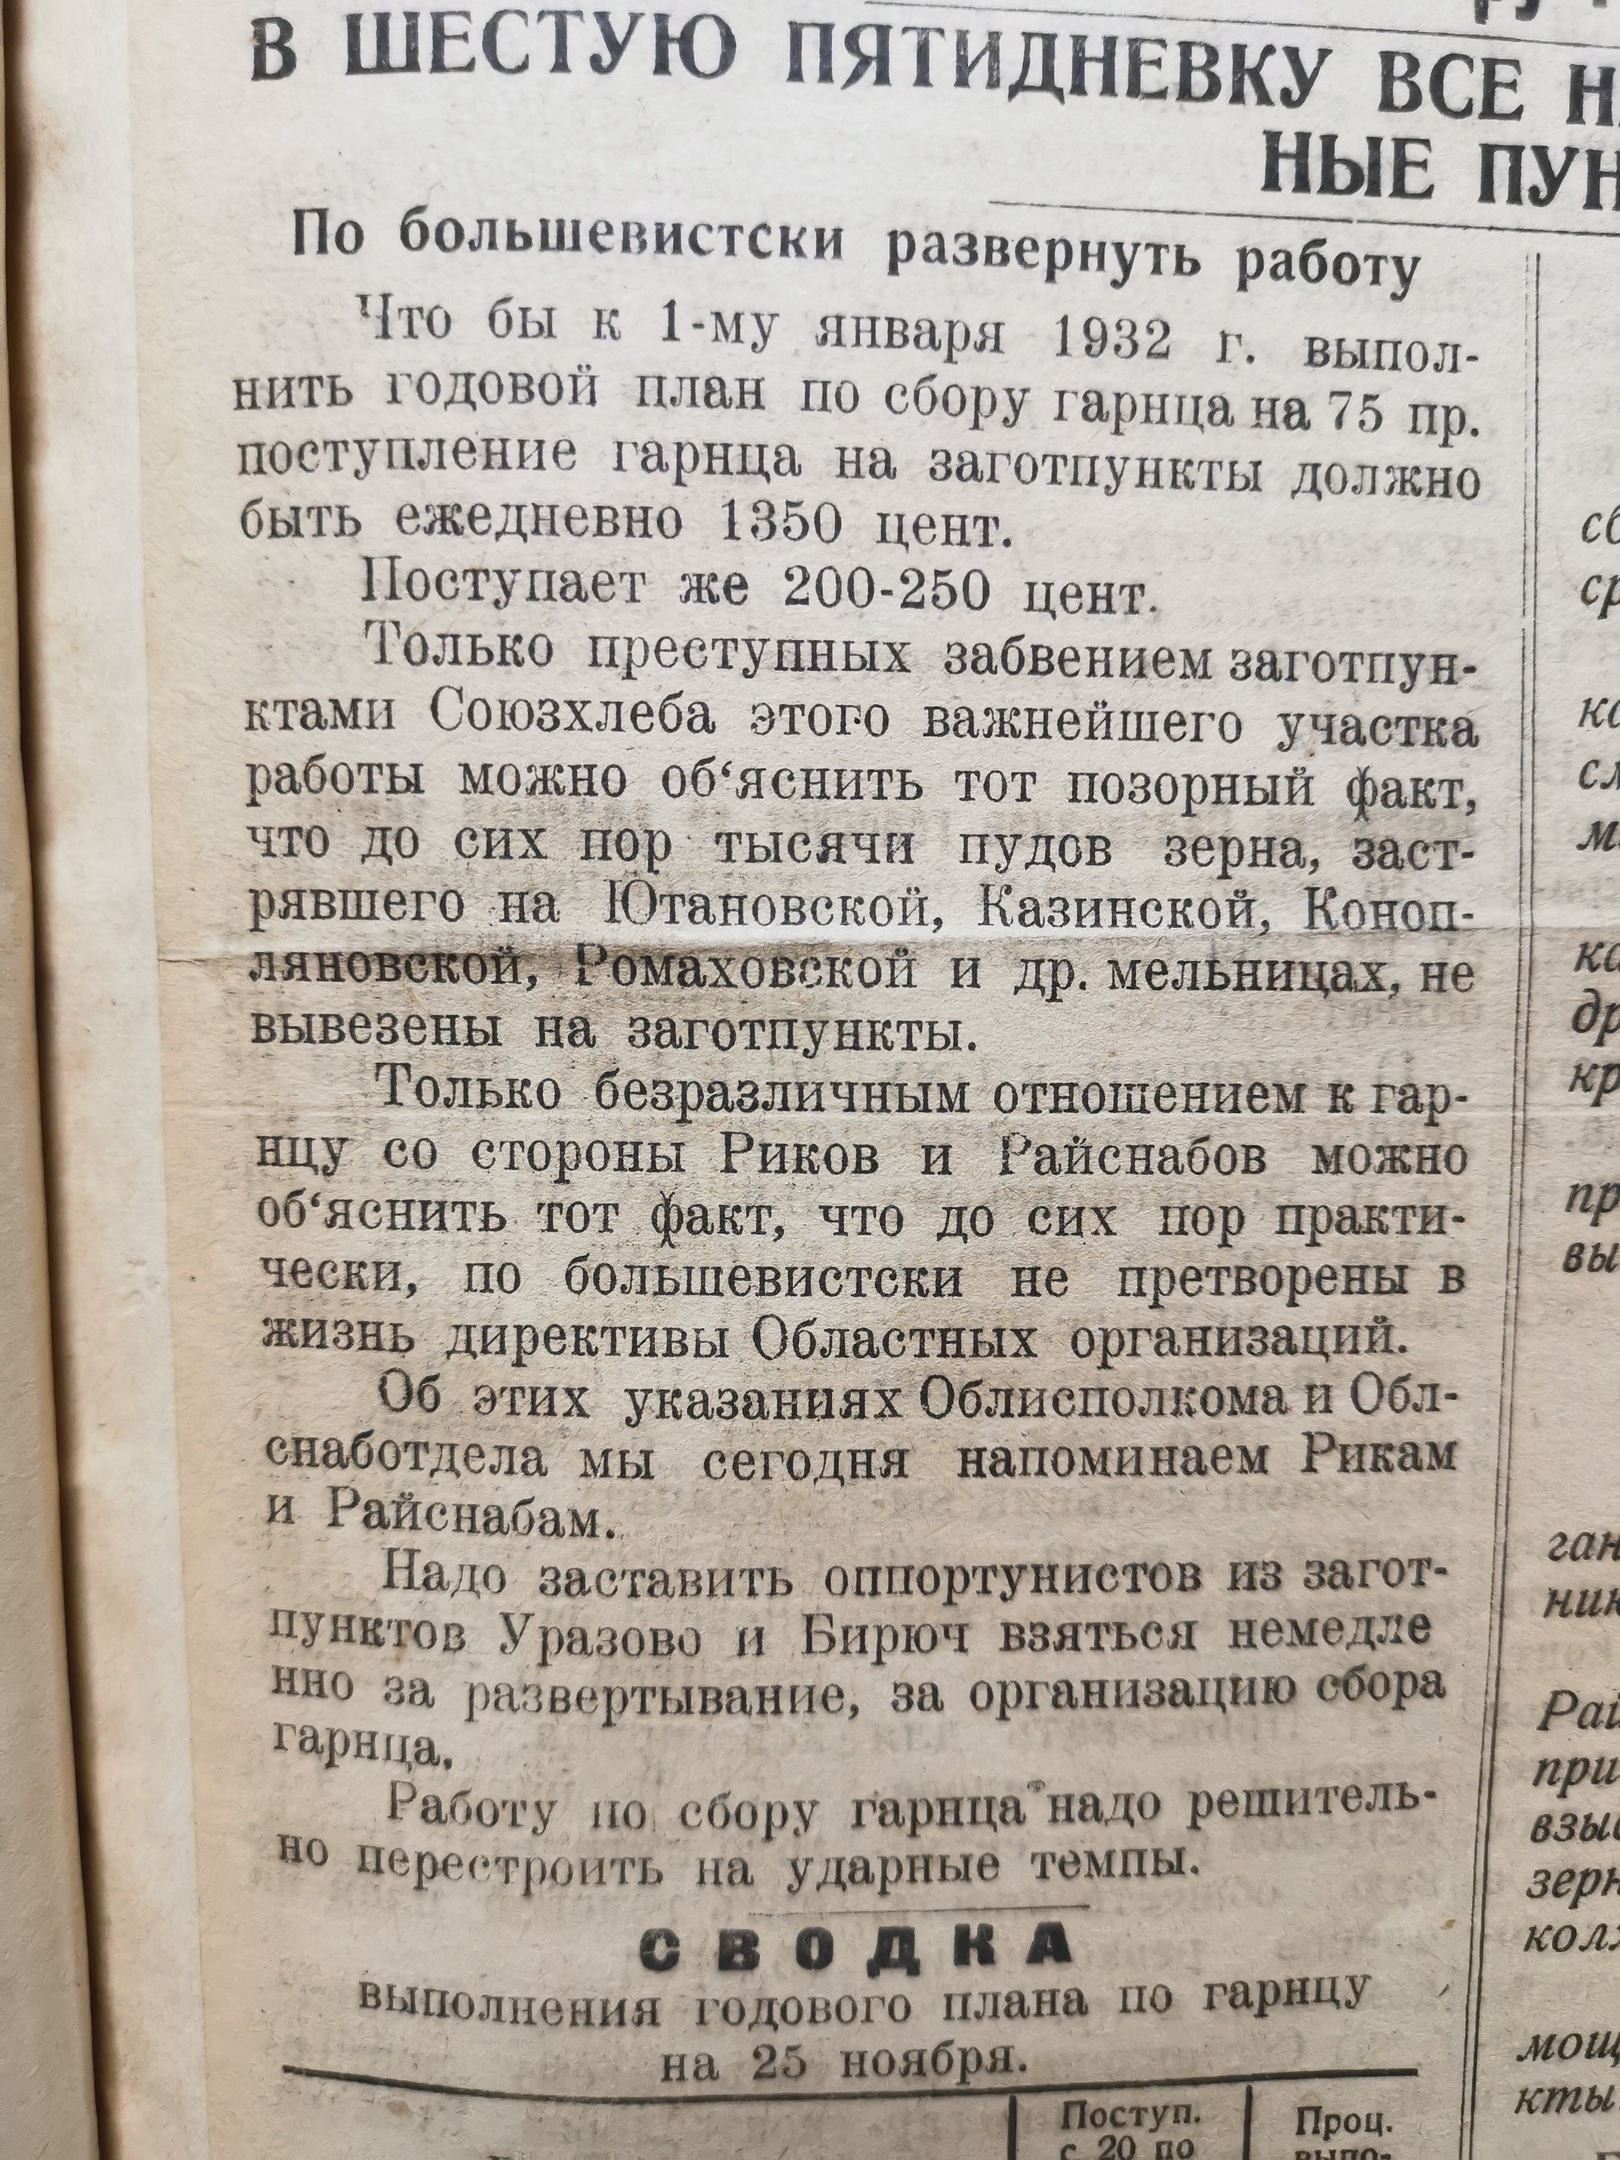 В ШЕСТУЮ ПЯТИДНЕВКУ ВСЕ
НЫЕ
По большевистски развернуть работу
Что бы к 1-му января 1932 г. выпол-
нить годовой план по сбору гарнца на 75 пр.
поступление гарнца на заготпункты должно
быть ежедневно 1350 цент.
Поступает же 200-250 цент.
Только преступных забвением заготпун-
ктами Союзхлеба этого важнейшего участка
работы можно об‘яснить тот позорный факт,
что до сих пор тысячи пудов зерна, заст-
рявшего на Ютановской, Казинской, Коноп-
ляновской, Ромаховской и др. мельницах, не
вывезены на заготпункты.
Только безразличным отношением к гар-
нцу со стороны Риков и Райснабов можно
об‘яснить тот факт, что до сих пор практи-
чески, по большевистски не претворены в
жизнь директивы Областных организаций.
Об этих указаниях Облисполкома и Обл-
снаботдела мы сегодня напоминаем Рикам
и Райснабам.
Надо заставить оппортунистов из загот-
пунктов Уразово и Бирюч взяться немедле
нно за развертывание, за организацию сбора
гарнца.
Работу по сбору гарнца надо решитель-
но перестроить на ударные темпы.
СВОДКА
выполнения годового плана по гарнцу
на 25 ноября.
Поступ.
с 20 по
Проц.
выпо-